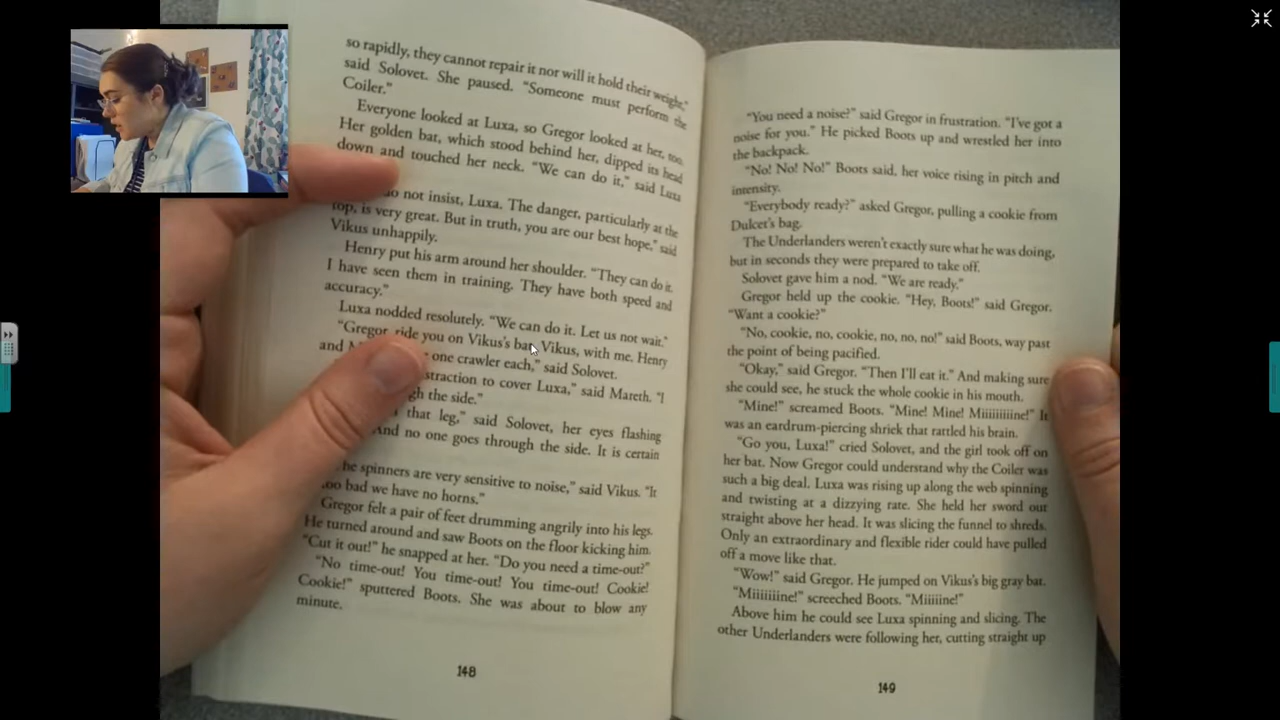 so rapidly, they cannot repair it nor will it hold their weight,"
said Solovet. She paused. "Someone must perform the
Coiler."
Everyone looked at Luxa, so Gregor looked at her, too.
Her golden bat, which stood behind her, dipped its head
down and touched her neck. "We can do it," said Luxa
do not insist, Luxa. The danger, particularly at the
top, is very great. But in truth, you are our best hope," said
Vikus unhappily.
Henry put his arm around her shoulder. "They can do it.
I have seen them in training. They have both speed and
accuracy."
Luxa nodded resolutely. "We can do it. Let us not wait."
"Gregor, ride you on Vikus's bat. Vikus, with me. Henry
and one crawler each," said Solovet.
to cover Luxa," said Mareth. "I
the side."
that leg," said Solovet, her eyes flashing
And no one goes through the side. It is certain
he spinners are very sensitive to noise," said Vikus. "It
too bad we have no horns."
Gregor felt a pair of feet drumming angrily into his legs.
He turned around and saw Boots on the floor kicking him.
"Cut it out!" he snapped at her. "Do you need a time-out?"
"No time-out! You time-out! You time-out! Cookie!
Cookie!" sputtered Boots. She was about to blow any
minute.
148
"You need a noise?" said Gregor in frustration. "I've got a
noise for you." He picked Boots up and wrestled her into
the backpack.
"No! No! No!" Boots said, her voice rising in pitch and
intensity.
"Everybody ready?" asked Gregor, pulling a cookie from
Dulcet's bag.
The Underlanders weren't exactly sure what he was doing,
but in seconds they were prepared to take off.
Solovet gave him a nod. "We are ready."
Gregor held up the cookie. "Hey, Boots!" said Gregor.
"Want a cookie?"
"No, cookie, no, cookie, no, no, no!" said Boots, way past
the point of being pacified.
"Okay," said Gregor. "Then I'll eat it." And making sure
she could see, he stuck the whole cookie in his mouth.
"Mine!" screamed Boots. "Mine! Mine! Miiiiiiiiine!" It
was an eardrum-piercing shriek that rattled his brain.
"Go you, Luxa!" cried Solovet, and the girl took off on
her bat. Now Gregor could understand why the Coiler was
such a big deal. Luxa was rising up along the web spinning
and twisting at a dizzying rate. She held her sword out
straight above her head. It was slicing the funnel to shreds.
Only an extraordinary and flexible rider could have pulled
off a move like that.
"Wow!" said Gregor. He jumped on Vikus's big gray bat.
"Miiiiiiiine!" screeched Boots. "Miiiiine!"
Above him he could see Luxa spinning and slicing. The
other Underlanders were following her, cutting straight up
149